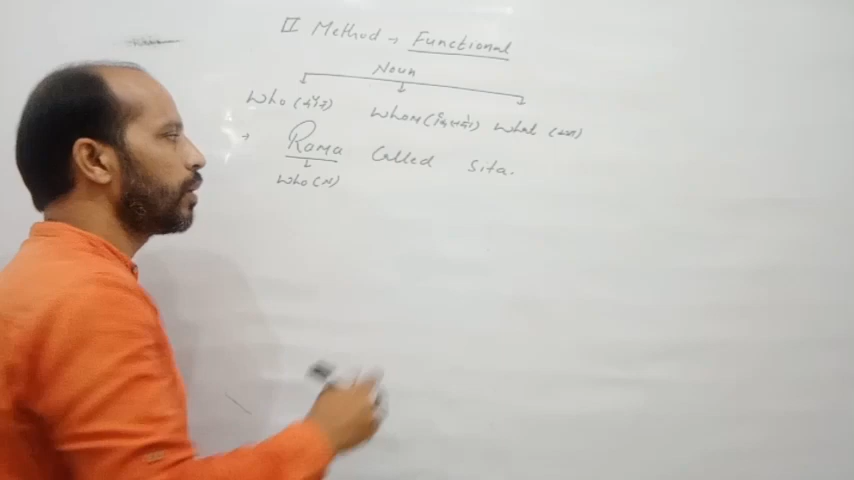 II Method → Functional
Noun
Who (कौन) Whom (किसको) What (क्या)
→ Rama Called Sita.
Who (N)